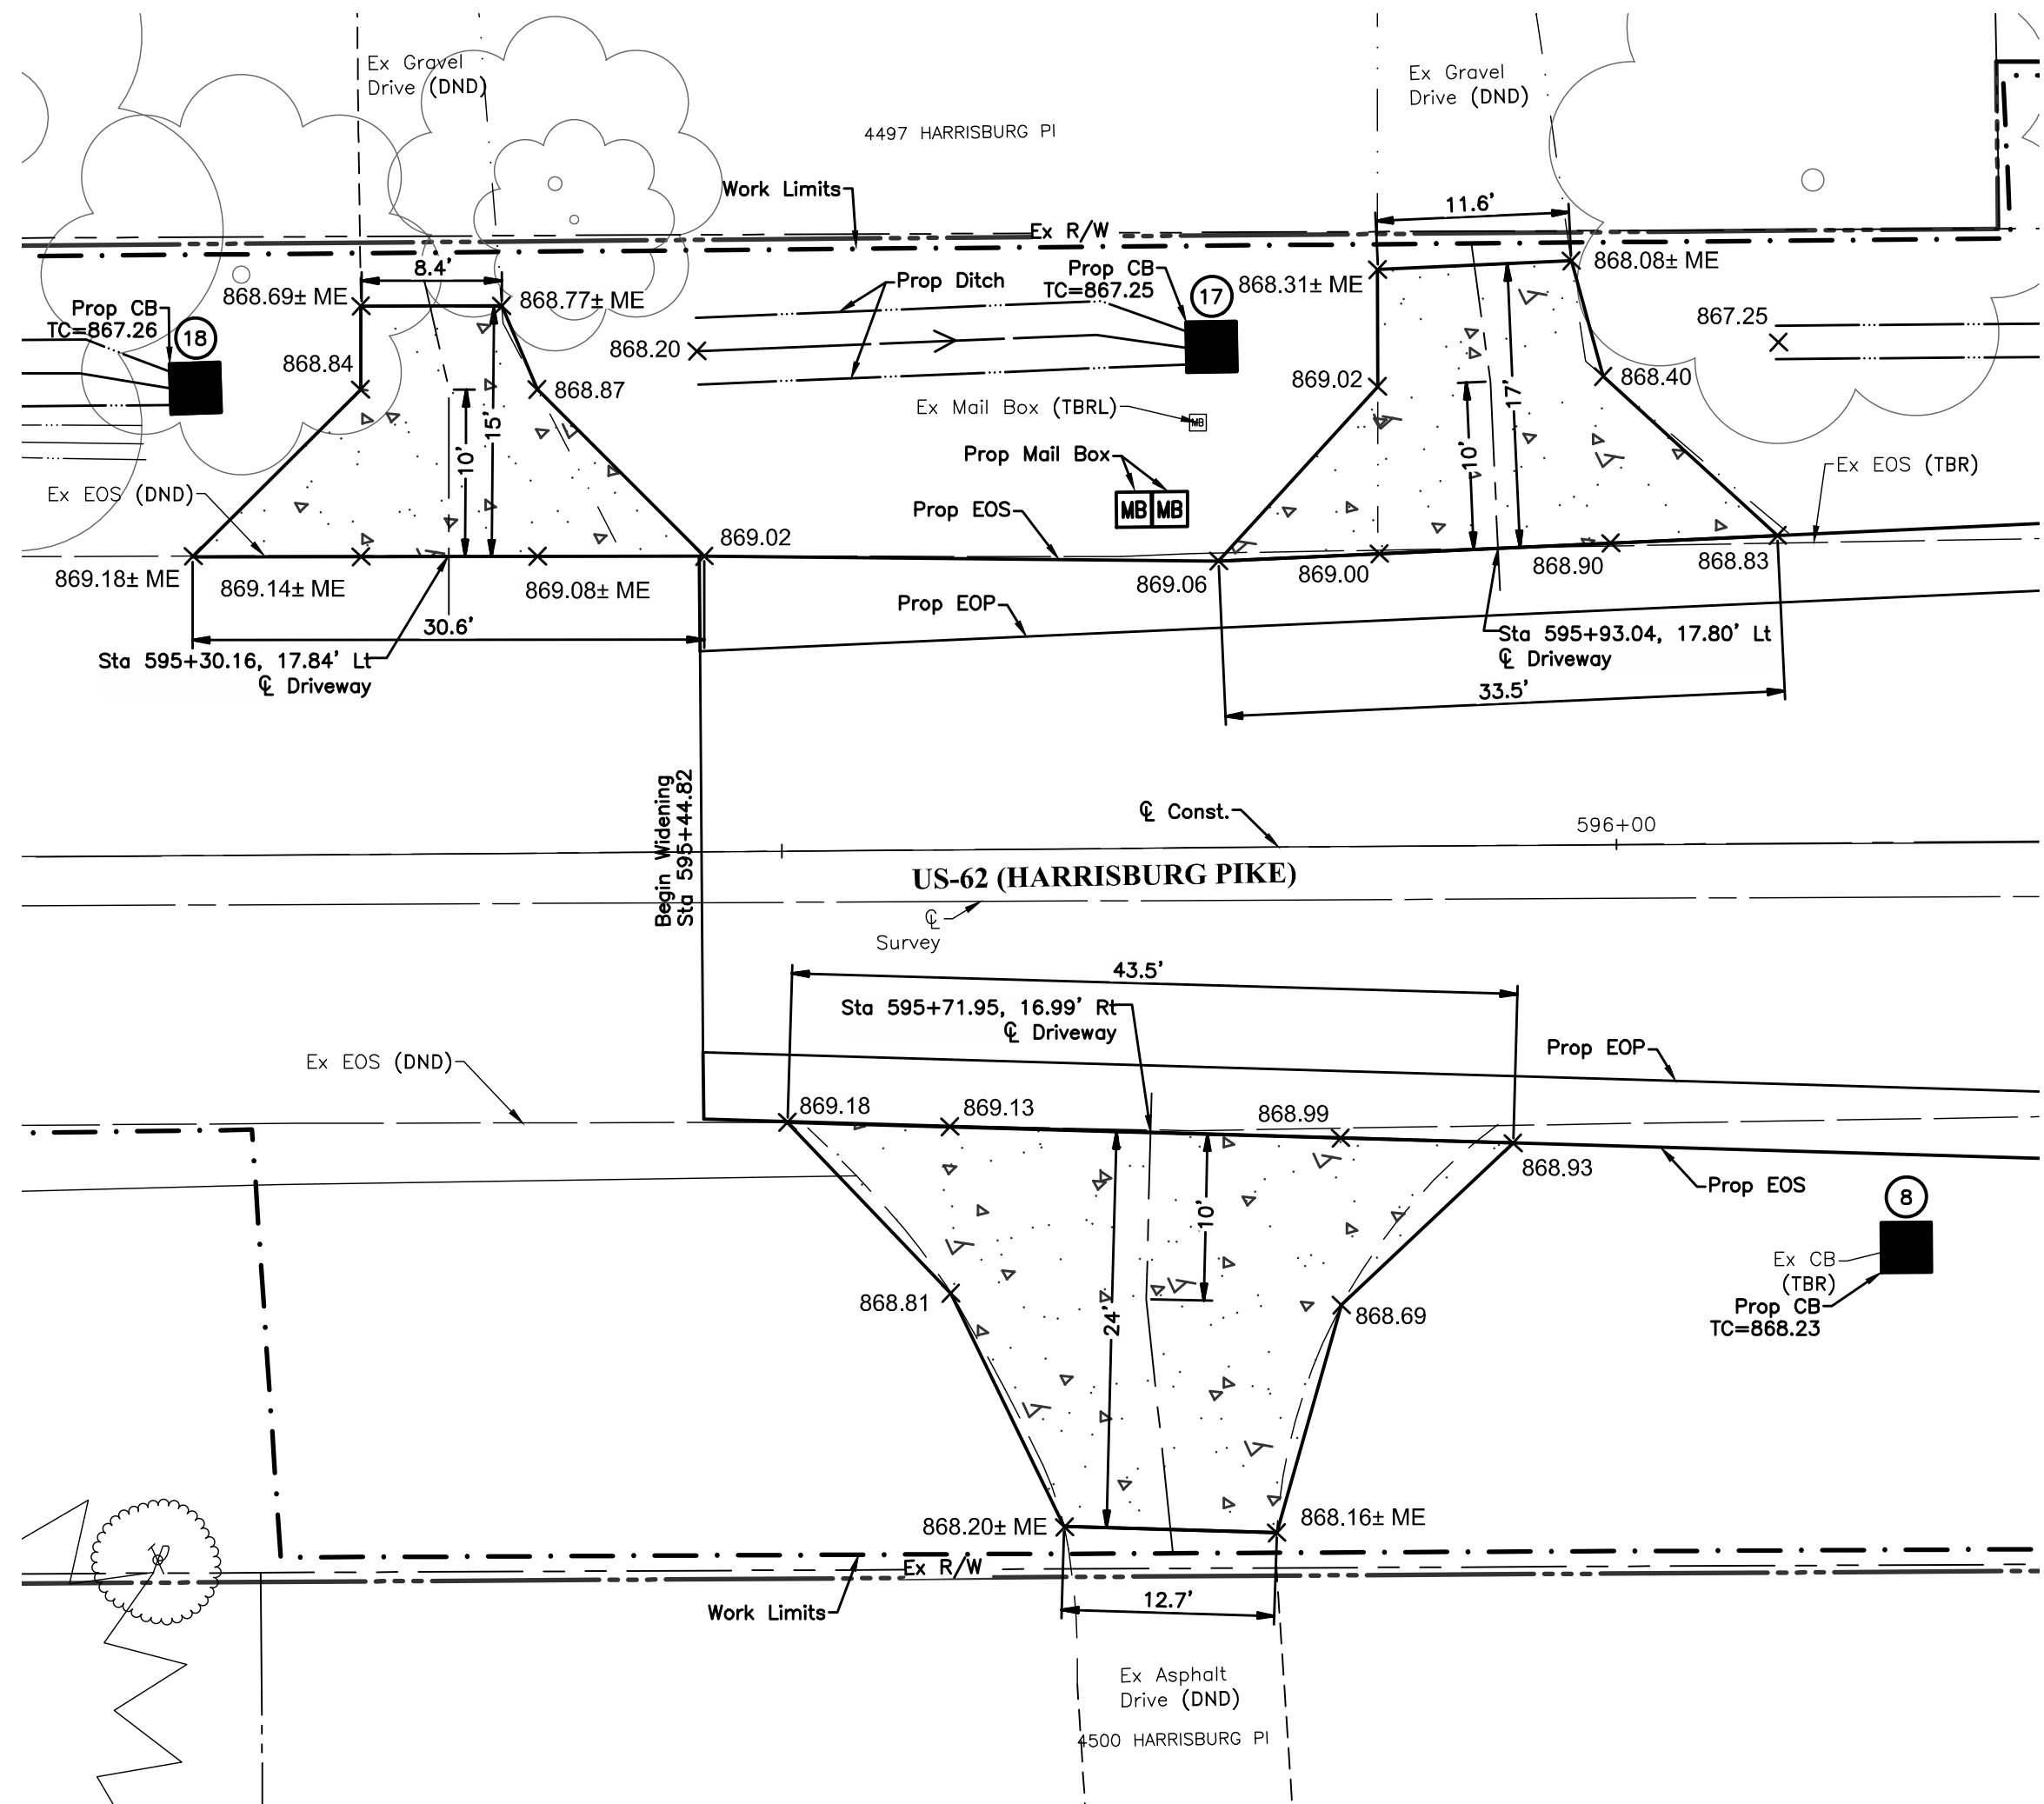 Ex Gravel
Drive (DND)
Ex Gravel
Drive (DND)
4497 HARRISBURG PI
Work Limits
Ex R/W
11.6'
8.4'
868.69± ME
868.77± ME
Prop Ditch
Prop CB
TC=867.25
17
868.31± ME
868.08± ME
Prop CB
TC=867.26
18
867.25
868.20
868.84
868.87
869.02
868.40
17'
15'
10'
10'
Ex Mail Box (TBRL)
MB
Prop Mail Box
MB MB
Ex EOS (TBR)
Ex EOS (DND)
Prop EOS
869.02
869.18± ME
869.14± ME
869.08± ME
869.06
869.00
868.90
868.83
Prop EOP
30.6'
Sta 595+30.16, 17.84' Lt
℄ Driveway
Sta 595+93.04, 17.80' Lt
℄ Driveway
33.5'
Begin Widening
Sta 595+44.82
℄ Const.
596+00
US-62 (HARRISBURG PIKE)
℄
Survey
43.5'
Sta 595+71.95, 16.99' Rt
℄ Driveway
Ex EOS (DND)
Prop EOP
869.18
869.13
868.99
868.93
Prop EOS
8
10'
Ex CB
(TBR)
Prop CB
TC=868.23
868.81
868.69
24'
868.20± ME
868.16± ME
Ex R/W
Work Limits
12.7'
Ex Asphalt
Drive (DND)
4500 HARRISBURG PI